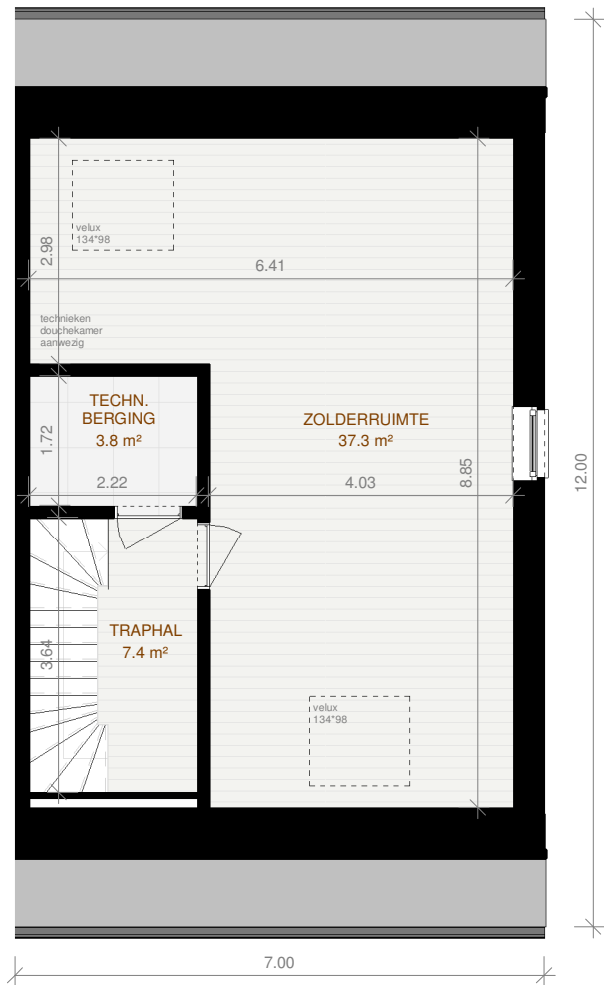 velux
134*98
2.98
6.41
technieken
douchekamer
aanwezig
TECHN.
BERGING
3.8 m²
ZOLDERRUIMTE
37.3 m²
1.72
2.22
4.03
8.85
12.00
TRAPHAL
7.4 m²
3.64
velux
134*98
7.00